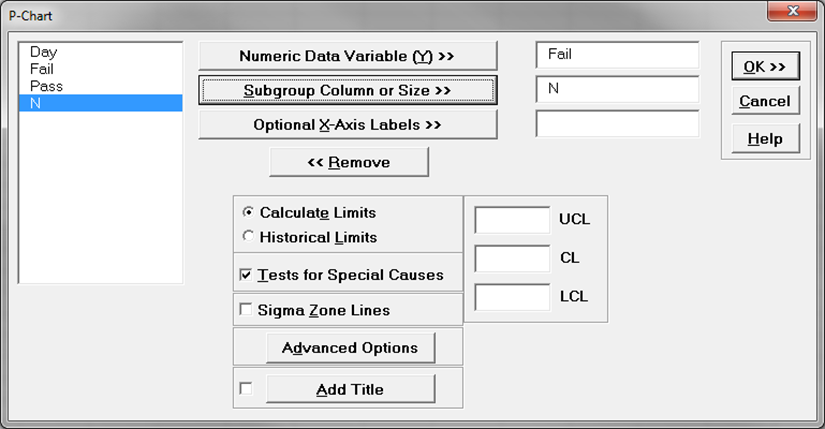 P-Chart
Day
Fail
Pass
N
Numeric Data Variable (Y) >>
Fail
Subgroup Column or Size >>
N
Optional X-Axis Labels >>
<< Remove
OK >>
Cancel
Help
Calculate Limits
Historical Limits
Tests for Special Causes
Sigma Zone Lines
Advanced Options
Add Title
UCL
CL
LCL